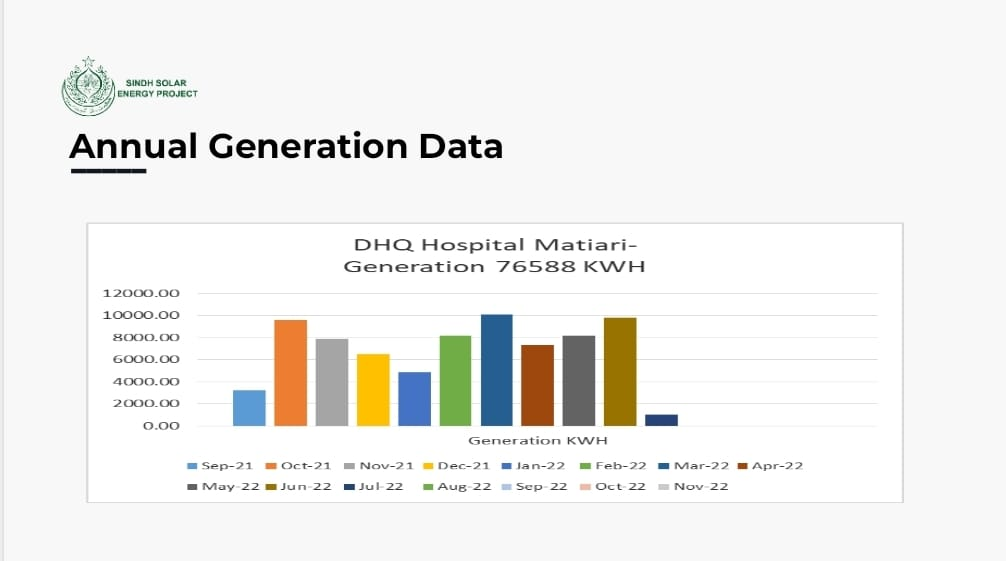 SINDH SOLAR
ENERGY PROJECT
Annual Generation Data
DHQ Hospital Matiari-
Generation 76588 KWH
12000.00
10000.00
8000.00
6000.00
4000.00
2000.00
0.00
Generation KWH
Sep-21 Oct-21 Nov-21 Dec-21 Jan-22 Feb-22 Mar-22 Apr-22
May-22 Jun-22 Jul-22 Aug-22 Sep-22 Oct-22 Nov-22